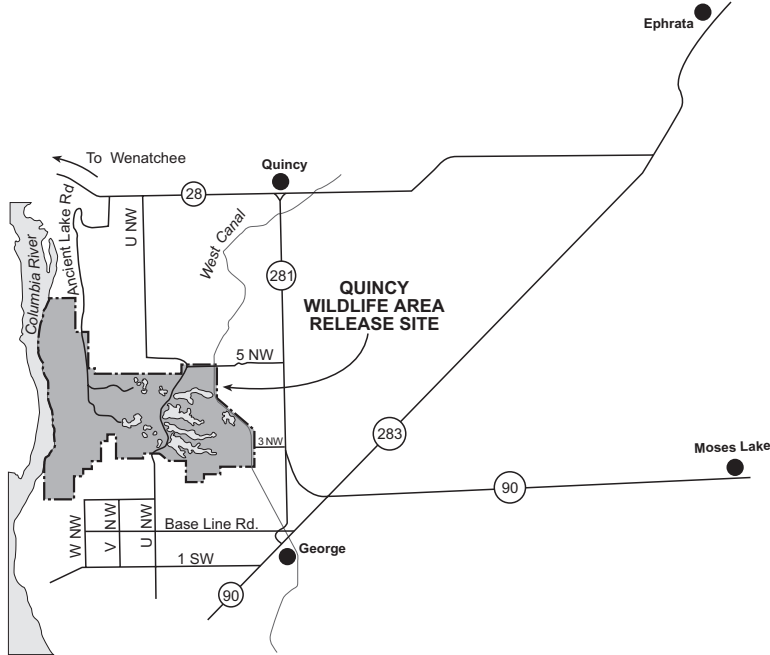 Ephrata
To Wenatchee
Quincy
28
Ancient Lake Rd
U NW
West Canal
Columbia River
281
QUINCY
WILDLIFE AREA
RELEASE SITE
5 NW
283
3 NW
Moses Lake
90
W NW
V NW
U NW
Base Line Rd.
George
1 SW
90